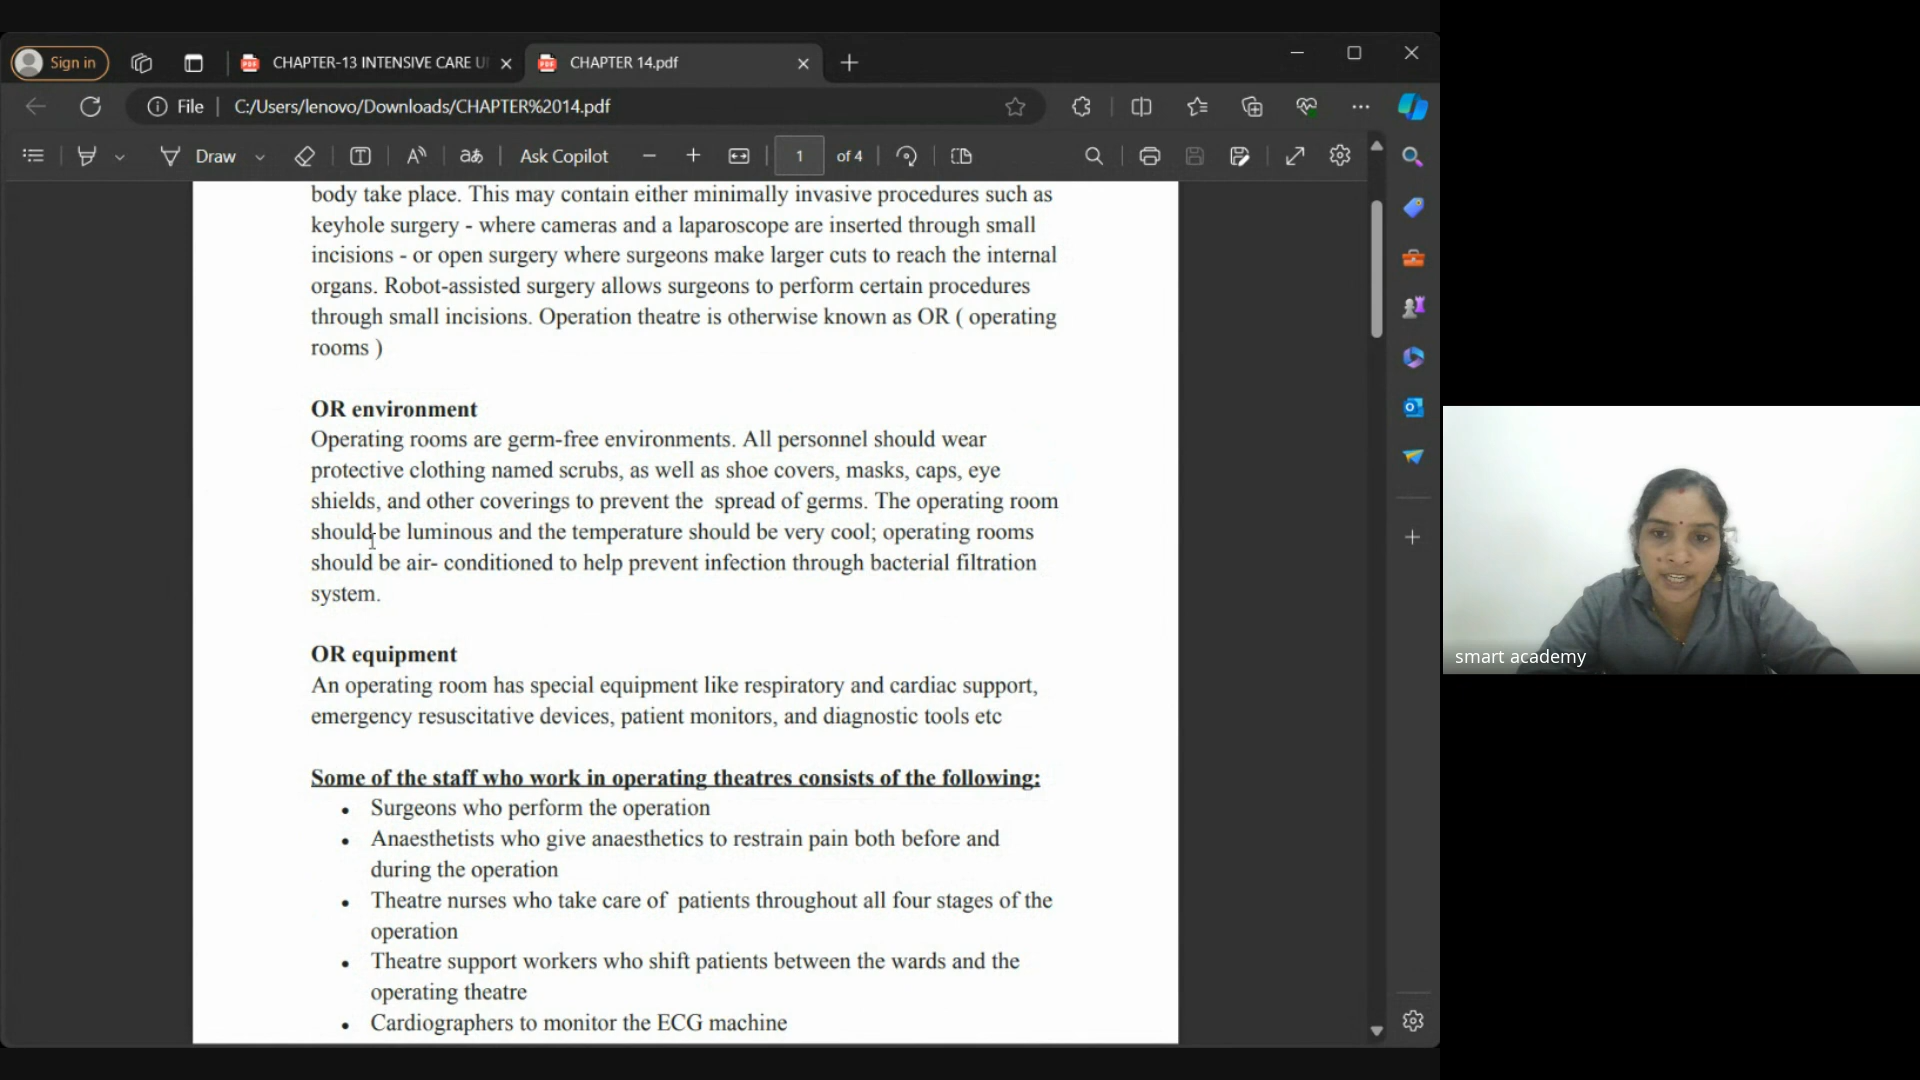 Sign in
CHAPTER-13 INTENSIVE CARE U
CHAPTER 14.pdf
File
C:/Users/lenovo/Downloads/CHAPTER%2014.pdf
Draw
Ask Copilot
1
of 4
body take place. This may contain either minimally invasive procedures such as
keyhole surgery - where cameras and a laparoscope are inserted through small
incisions - or open surgery where surgeons make larger cuts to reach the internal
organs. Robot-assisted surgery allows surgeons to perform certain procedures
through small incisions. Operation theatre is otherwise known as OR ( operating
rooms )
OR environment
Operating rooms are germ-free environments. All personnel should wear
protective clothing named scrubs, as well as shoe covers, masks, caps, eye
shields, and other coverings to prevent the spread of germs. The operating room
should be luminous and the temperature should be very cool; operating rooms
should be air- conditioned to help prevent infection through bacterial filtration
system.
OR equipment
An operating room has special equipment like respiratory and cardiac support,
emergency resuscitative devices, patient monitors, and diagnostic tools etc
Some of the staff who work in operating theatres consists of the following:
• Surgeons who perform the operation
• Anaesthetists who give anaesthetics to restrain pain both before and
during the operation
• Theatre nurses who take care of patients throughout all four stages of the
operation
• Theatre support workers who shift patients between the wards and the
operating theatre
• Cardiographers to monitor the ECG machine
smart academy